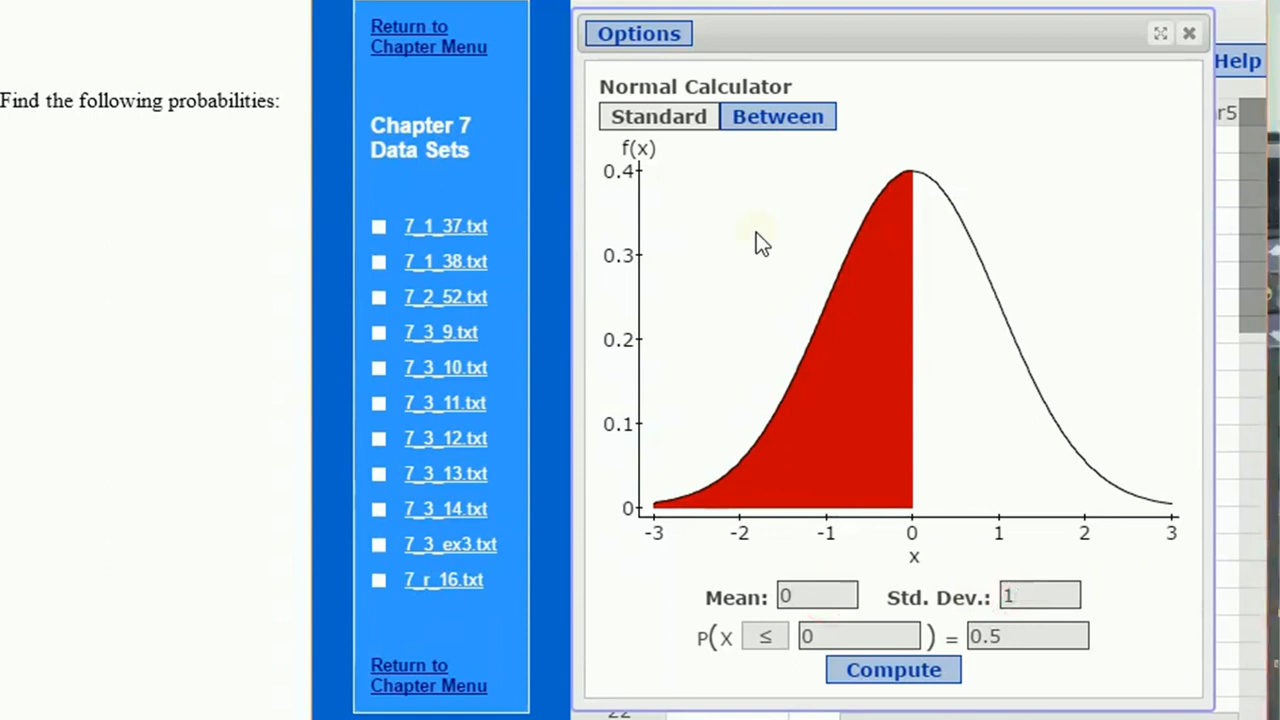 Find the following probabilities:
Return to
Chapter Menu
Chapter 7
Data Sets
7_1_37.txt
7_1_38.txt
7_2_52.txt
7_3_9.txt
7_3_10.txt
7_3_11.txt
7_3_12.txt
7_3_13.txt
7_3_14.txt
7_3_ex3.txt
7_r_16.txt
Return to
Chapter Menu
Options
Help
r5
Normal Calculator
Standard Between
f(x)
0.4
0.3
0.2
0.1
0
-3 -2 -1 0 1 2 3
x
Mean: 0 Std. Dev.: 1
P(X ≤ 0) = 0.5
Compute
22